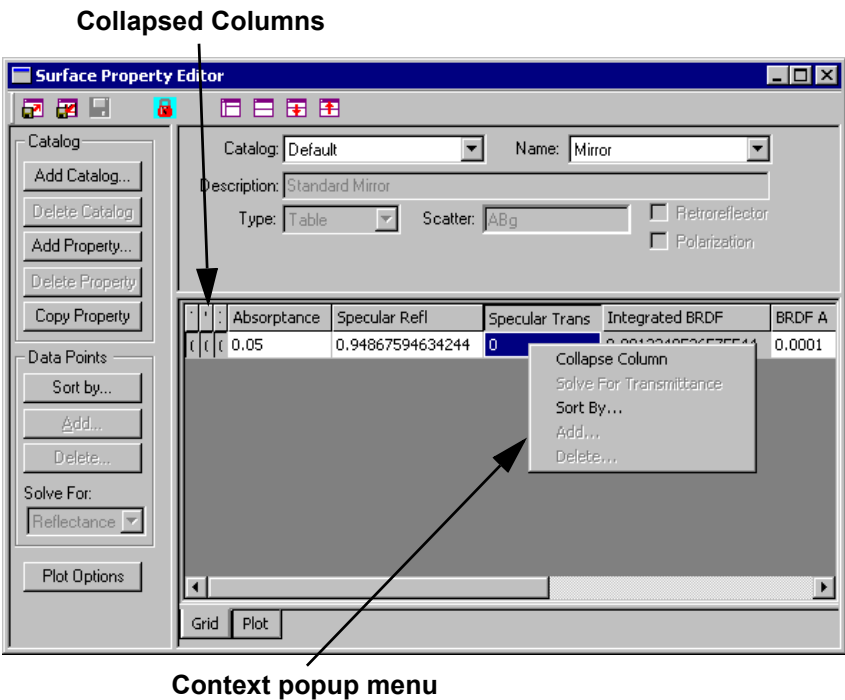 Collapsed Columns
Surface Property Editor
Catalog
Add Catalog...
Delete Catalog
Add Property...
Delete Property
Copy Property
Data Points
Sort by...
Add...
Delete...
Solve For:
Reflectance
Plot Options
Catalog: Default Name: Mirror
Description: Standard Mirror
Type: Table Scatter: ABg Retroreflector
Polarization
Absorptance Specular Refl Specular Trans Integrated BRDF BRDF A
0.05 0.94867594634244 0 0.0001
Collapse Column
Solve For Transmittance
Sort By...
Add...
Delete...
Grid Plot
Context popup menu